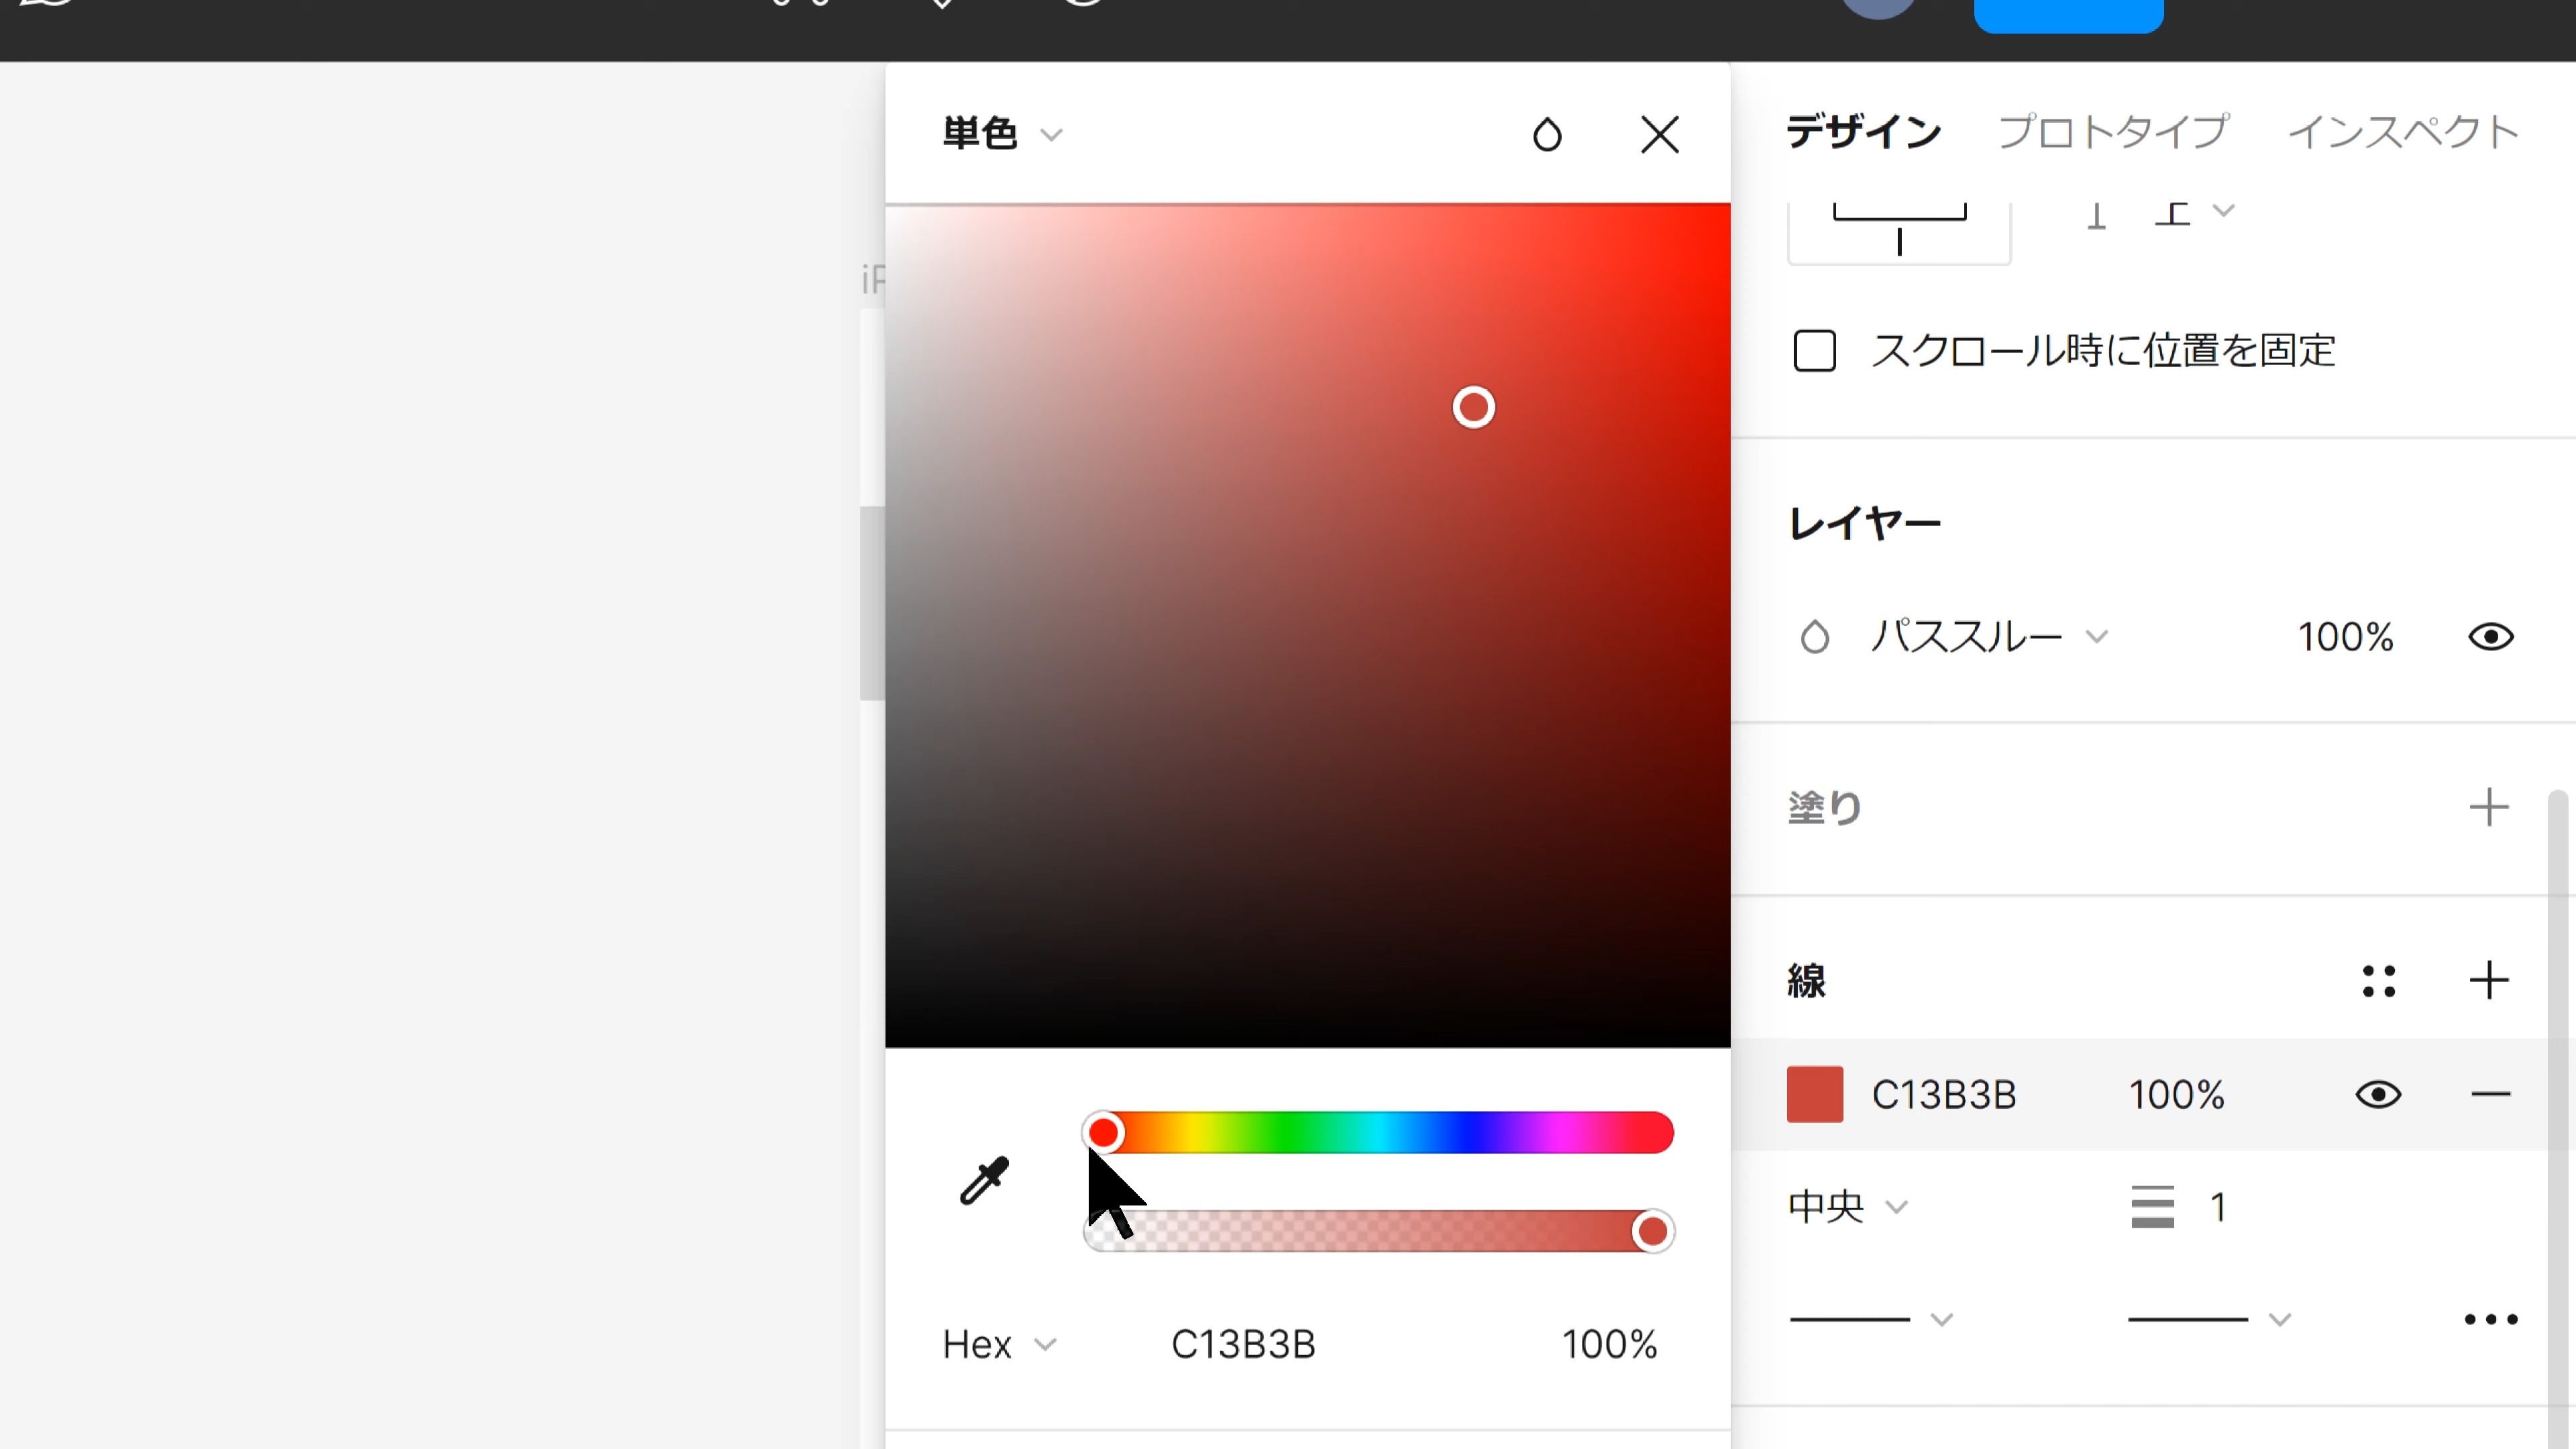 単色
デザイン プロトタイプ インスペクト
上
スクロール時に位置を固定
レイヤー
パススルー 100%
塗り
線
C13B3B 100%
中央 1
Hex C13B3B 100%